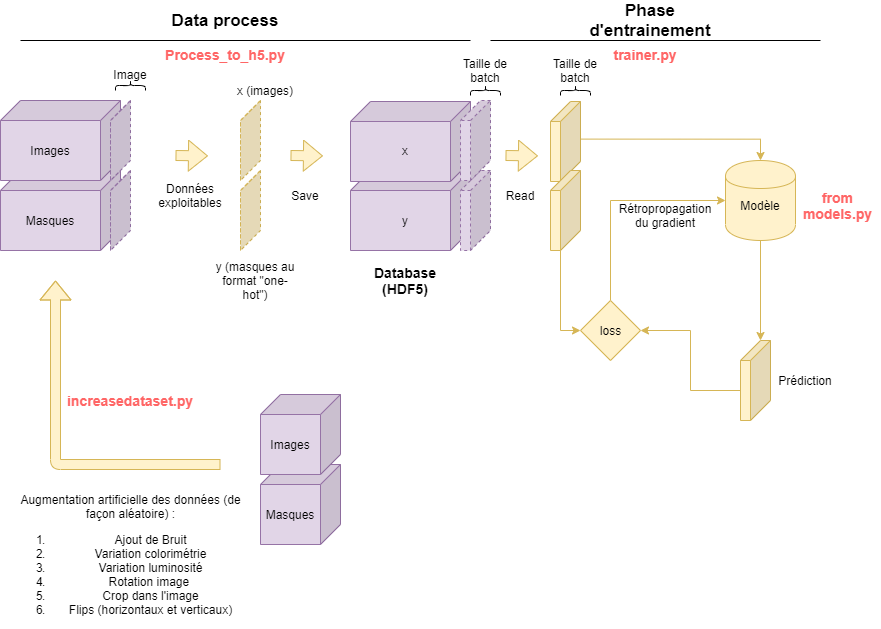 Data process
Phase
d'entrainement
Process_to_h5.py
trainer.py
Image
x (images)
Taille de
batch
Taille de
batch
Images
Masques
Données
exploitables
Save
x
y
Read
Rétropropagation
du gradient
Modèle
from
models.py
y (masques au
format "one-
hot")
Database
(HDF5)
loss
Prédiction
increasedataset.py
Images
Masques
Augmentation artificielle des données (de
façon aléatoire) :
1. Ajout de Bruit
2. Variation colorimétrie
3. Variation luminosité
4. Rotation image
5. Crop dans l'image
6. Flips (horizontaux et verticaux)